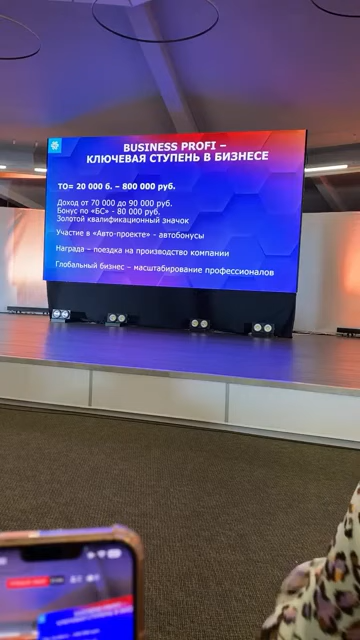 BUSINESS PROFI –
КЛЮЧЕВАЯ СТУПЕНЬ В БИЗНЕСЕ
ТО= 20 000 б. – 800 000 руб.
Доход от 70 000 до 90 000 руб.
Бонус по «БС» - 80 000 руб.
Золотой квалификационный значок
Участие в «Авто-проекте» - автобонусы
Награда – поездка на производство компании
Глобальный бизнес – масштабирование профессионалов